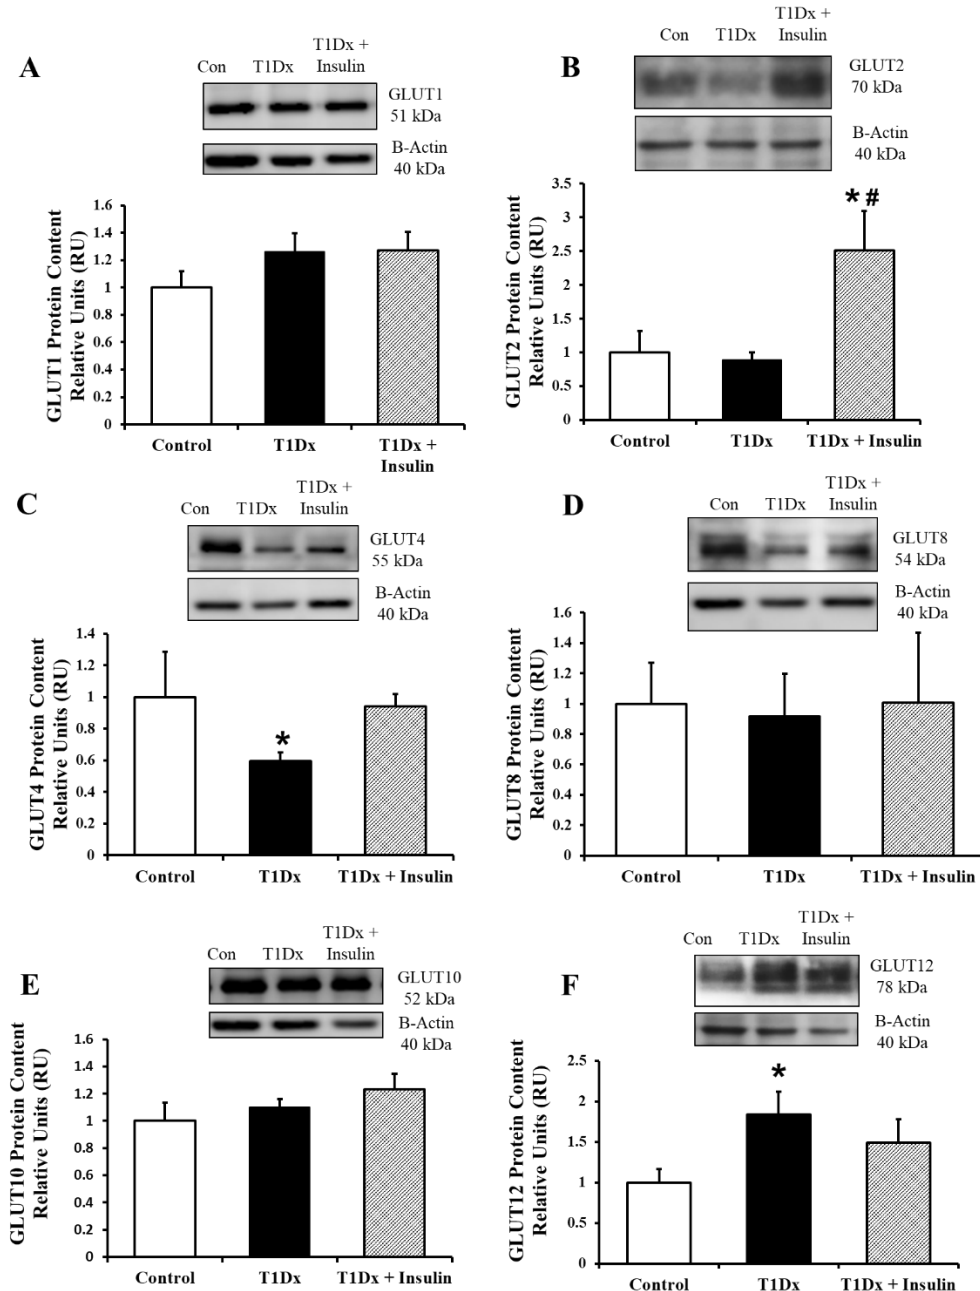 A
Con
T1Dx
T1Dx +
Insulin
GLUT1
51 kDa
B-Actin
40 kDa
GLUT1 Protein Content
Relative Units (RU)
1.6
1.4
1.2
1
0.8
0.6
0.4
0.2
0
Control
T1Dx
T1Dx +
Insulin
B
Con
T1Dx
T1Dx +
Insulin
GLUT2
70 kDa
B-Actin
40 kDa
GLUT2 Protein Content
Relative Units (RU)
3.5
3
2.5
2
1.5
1
0.5
0
* #
Control
T1Dx
T1Dx + Insulin
C
Con
T1Dx
T1Dx +
Insulin
GLUT4
55 kDa
B-Actin
40 kDa
GLUT4 Protein Content
Relative Units (RU)
1.4
1.2
1
0.8
0.6
0.4
0.2
0
*
Control
T1Dx
T1Dx + Insulin
D
Con
T1Dx
T1Dx +
Insulin
GLUT8
54 kDa
B-Actin
40 kDa
GLUT8 Protein Content
Relative Units (RU)
1.6
1.4
1.2
1
0.8
0.6
0.4
0.2
0
Control
T1Dx
T1Dx + Insulin
E
Con
T1Dx
T1Dx +
Insulin
GLUT10
52 kDa
B-Actin
40 kDa
GLUT10 Protein Content
Relative Units (RU)
1.6
1.4
1.2
1
0.8
0.6
0.4
0.2
0
Control
T1Dx
T1Dx + Insulin
F
Con
T1Dx
T1Dx +
Insulin
GLUT12
78 kDa
B-Actin
40 kDa
GLUT12 Protein Content
Relative Units (RU)
2.5
2
1.5
1
0.5
0
*
Control
T1Dx
T1Dx + Insulin